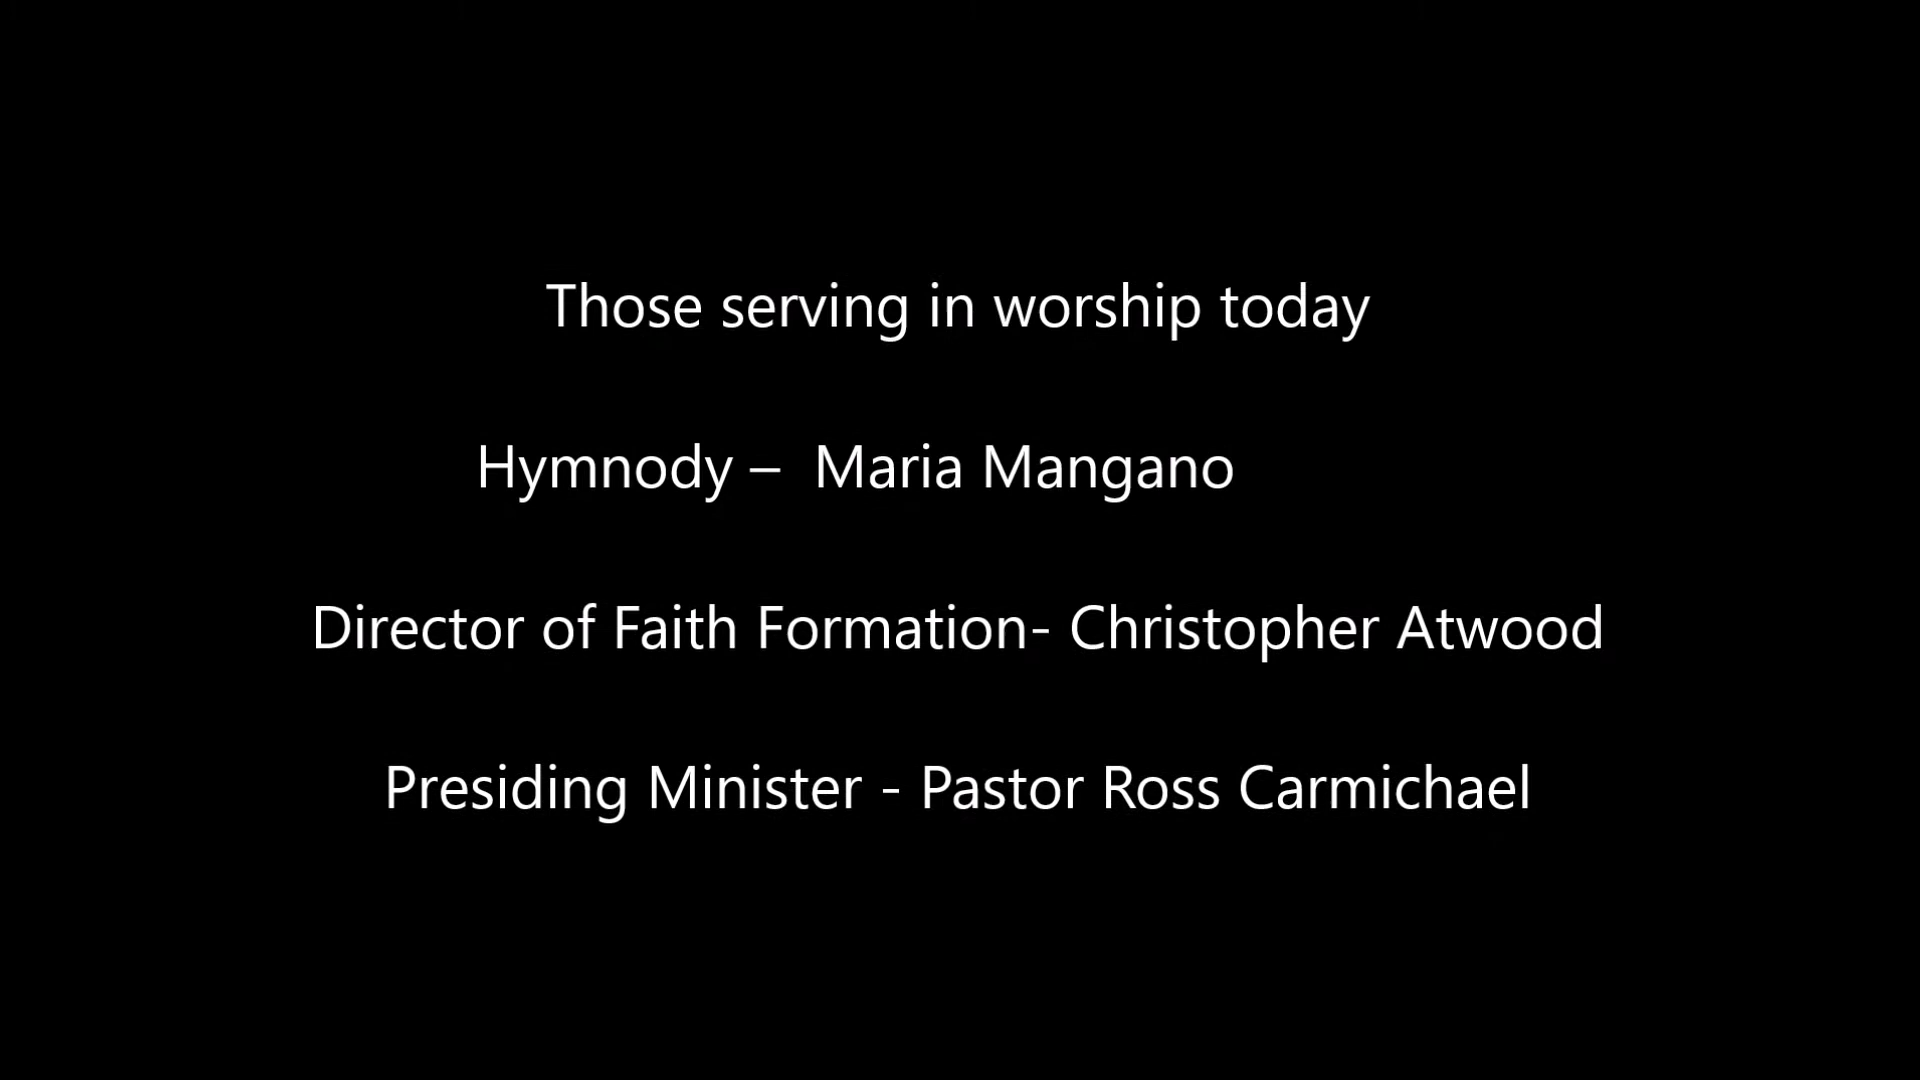 Those serving in worship today
Hymnody –  Maria Mangano
Director of Faith Formation- Christopher Atwood
Presiding Minister - Pastor Ross Carmichael